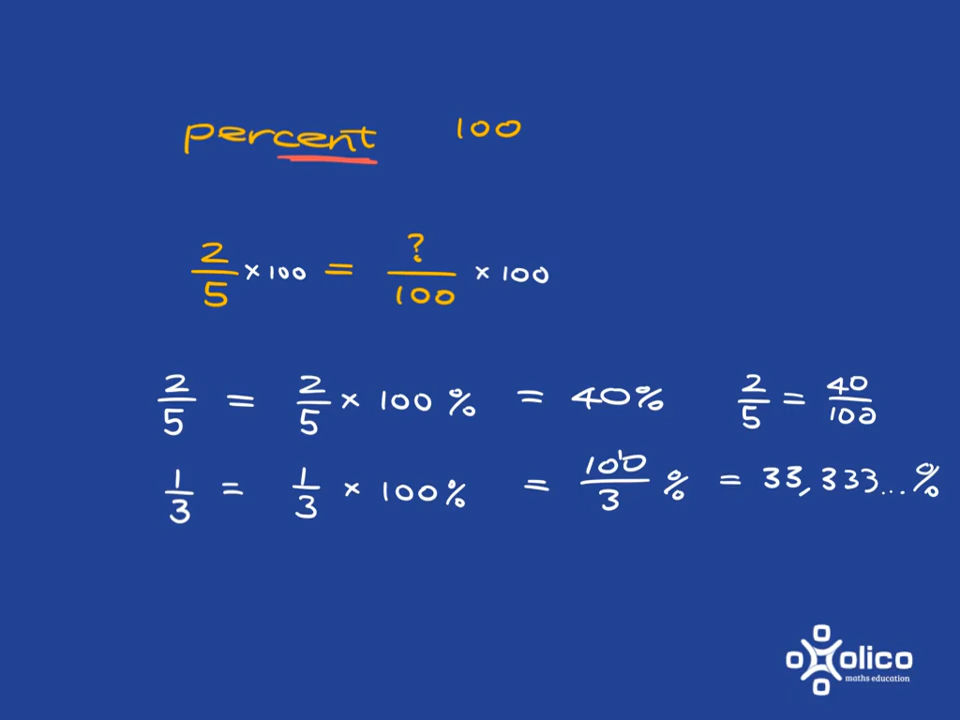 percent 100
2/5 × 100 = ?/100 × 100
2/5 = 2/5 × 100 % = 40% 2/5 = 40/100
1/3 = 1/3 × 100% = 100/3 % = 33,333...%
olico
maths education